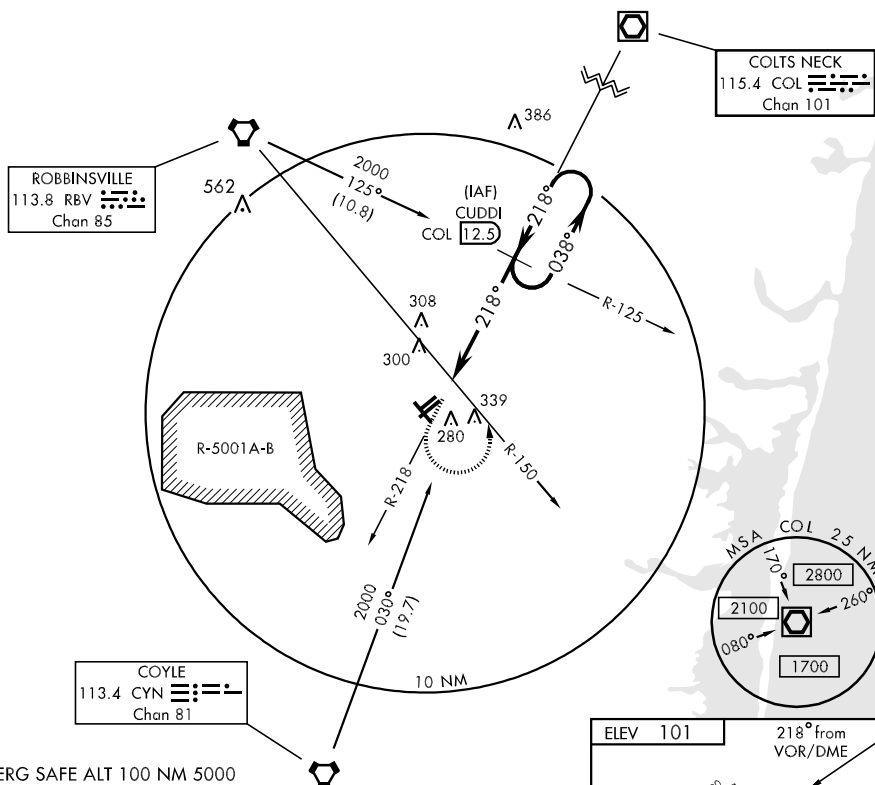 COLTS NECK
115.4 COL
Chan 101
386
ROBBINSVILLE
113.8 RBV
Chan 85
562
2000
125°
(10.8)
(IAF)
CUDDI
COL 12.5
218°
038°
218°
R-125
308
300
339
280
R-5001A-B
R-218
R-150
2000
030°
(19.7)
10 NM
MSA COL 25 NM
170°
2800
260°
2100
080°
1700
COYLE
113.4 CYN
Chan 81
ELEV 101
218° from
VOR/DME
ERG SAFE ALT 100 NM 5000